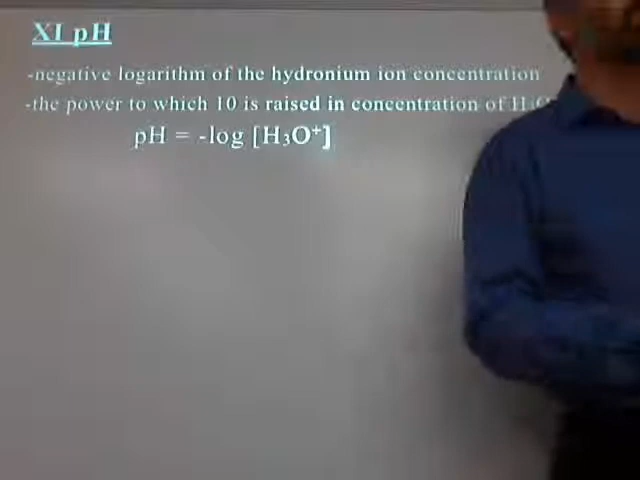 XI pH
-negative logarithm of the hydronium ion concentration
-the power to which 10 is raised in concentration of H₃O
pH = -log [H₃O⁺]